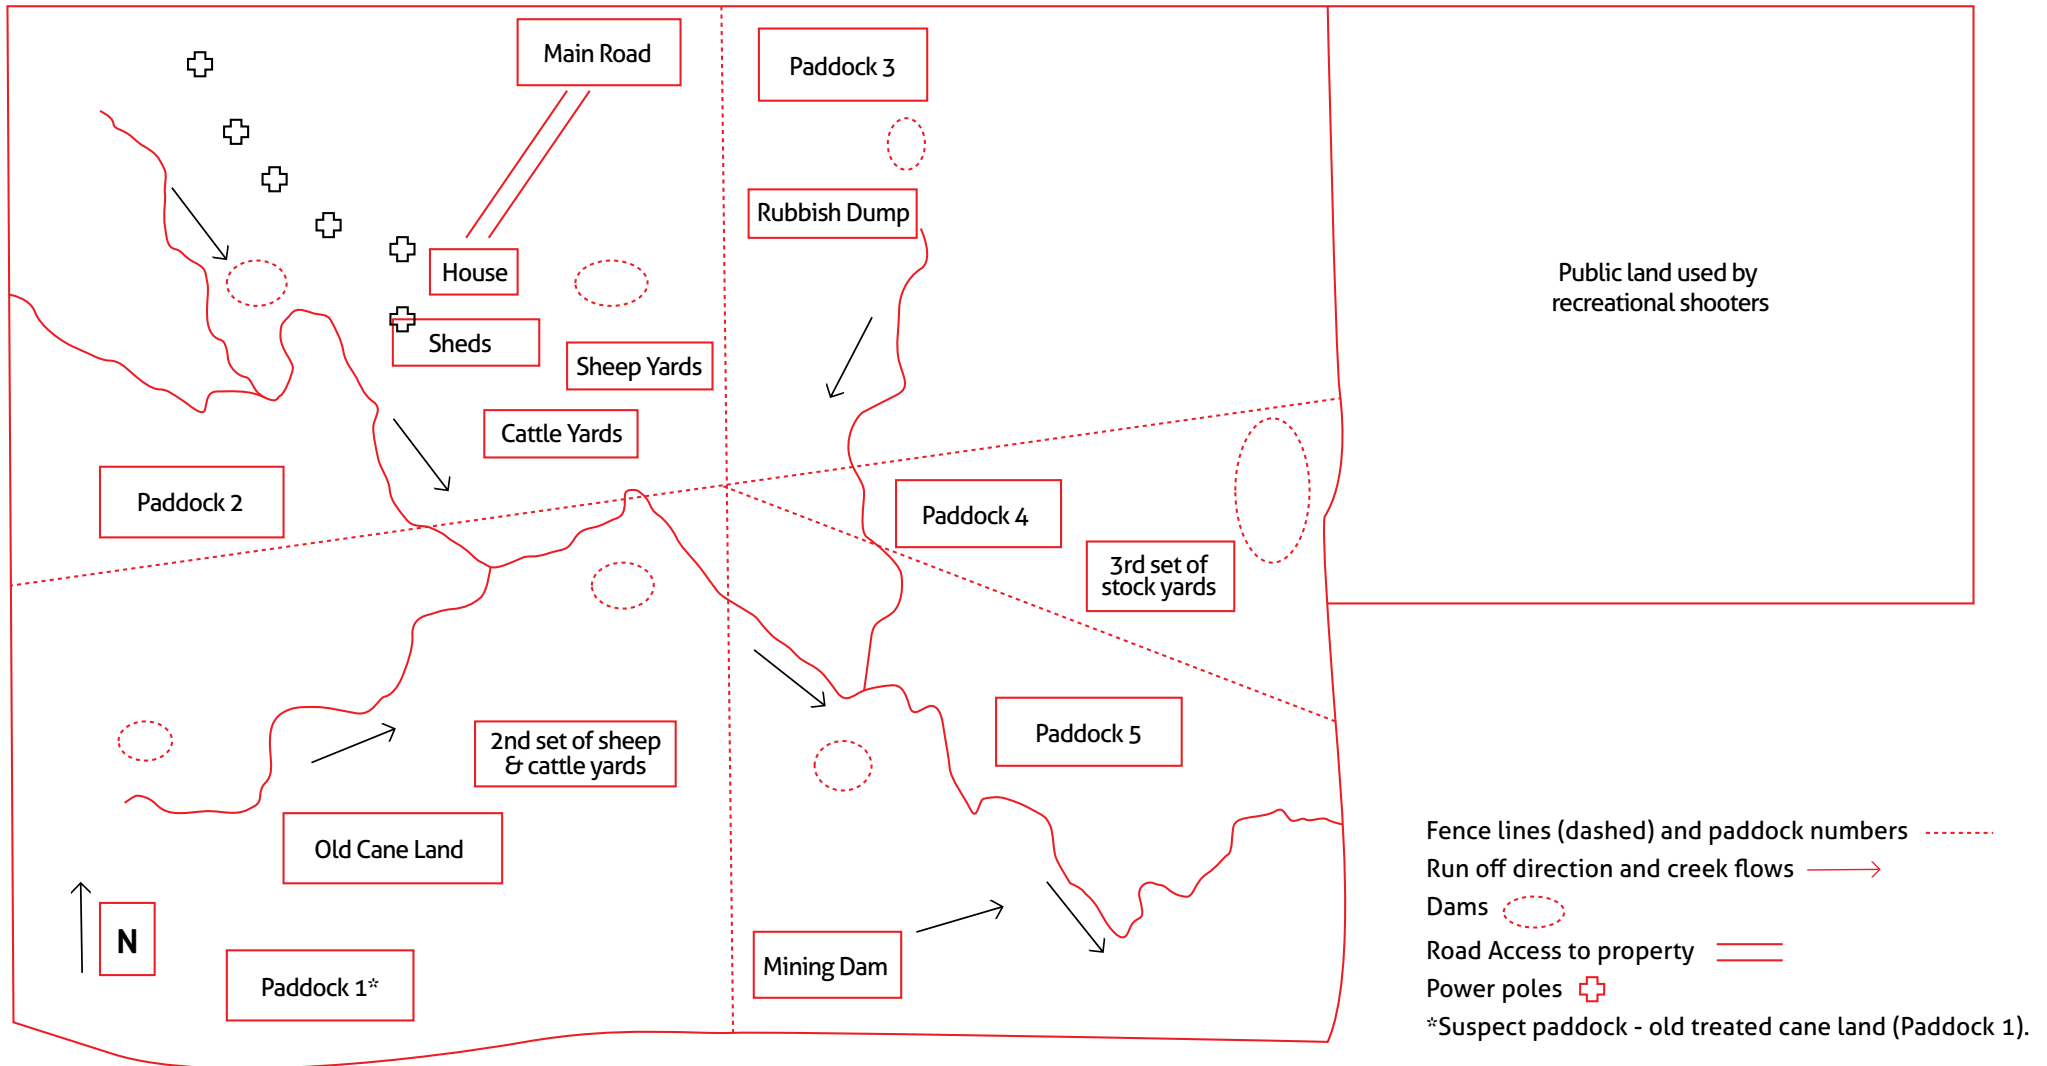 Main Road
Paddock 3
Rubbish Dump
House
Public land used by
recreational shooters
Sheds
Sheep Yards
Cattle Yards
Paddock 2
Paddock 4
3rd set of
stock yards
2nd set of sheep
& cattle yards
Paddock 5
Old Cane Land
N
Mining Dam
Paddock 1*
Fence lines (dashed) and paddock numbers
Run off direction and creek flows
Dams
Road Access to property
Power poles
*Suspect paddock - old treated cane land (Paddock 1).